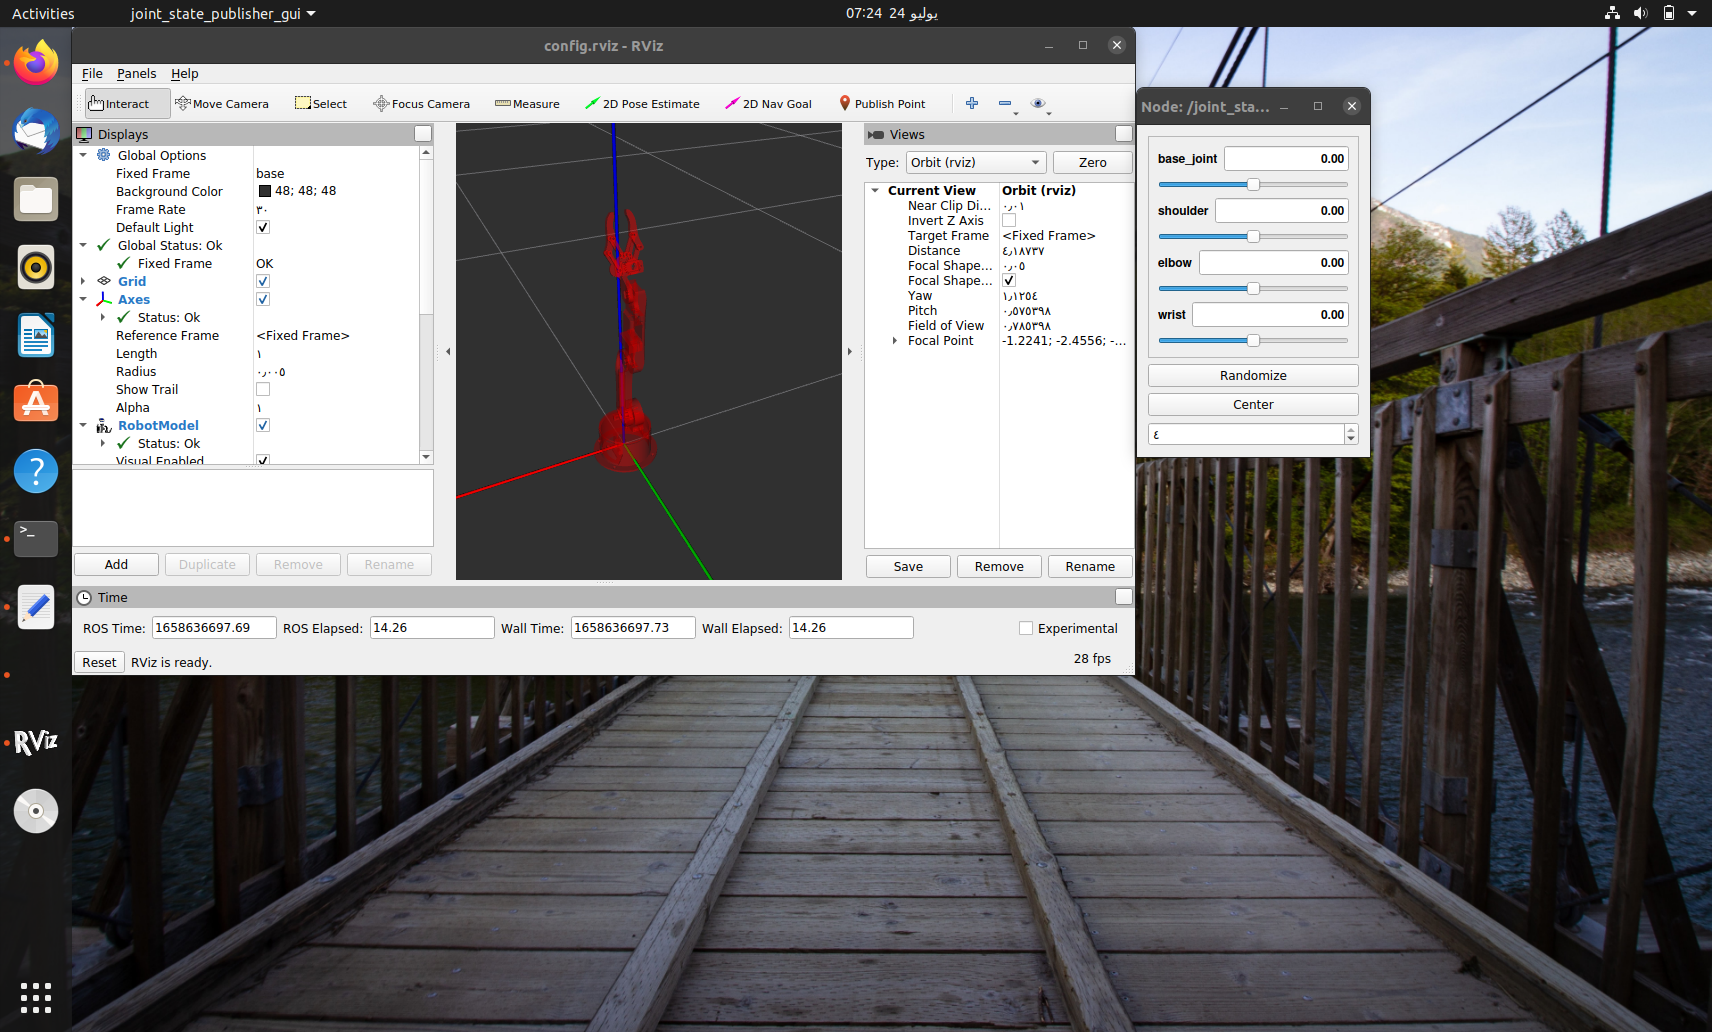 Activities
joint_state_publisher_gui
07:24 يوليو 24
config.rviz - RViz
File Panels Help
Interact Move Camera Select Focus Camera Measure 2D Pose Estimate 2D Nav Goal Publish Point
Displays
Global Options
Fixed Frame base
Background Color 48; 48; 48
Frame Rate ٣٠
Default Light
Global Status: Ok
Fixed Frame OK
Grid
Axes
Status: Ok
Reference Frame <Fixed Frame>
Length ١
Radius ٠٫٠٠٥
Show Trail
Alpha ١
RobotModel
Status: Ok
Visual Enabled
Add Duplicate Remove Rename
Views
Type: Orbit (rviz) Zero
Current View Orbit (rviz)
Near Clip Di... ٠٫٠١
Invert Z Axis
Target Frame <Fixed Frame>
Distance ٤٫١٨٧٣٧
Focal Shape... ٠٫٠٥
Focal Shape...
Yaw ١٫١٢٥٤
Pitch ٠٫٥٧٥٣٩٨
Field of View ٠٫٧٨٥٣٩٨
Focal Point -1.2241; -2.4556; -...
Save Remove Rename
Time
ROS Time: 1658636697.69 ROS Elapsed: 14.26 Wall Time: 1658636697.73 Wall Elapsed: 14.26 Experimental
Reset RViz is ready. 28 fps
Node: /joint_sta...
base_joint 0.00
shoulder 0.00
elbow 0.00
wrist 0.00
Randomize
Center
٤
>_
?
RViz